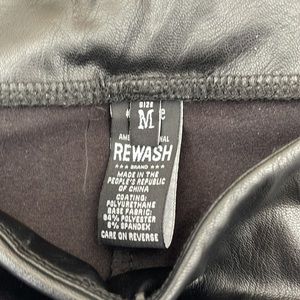 SIZE
M
REWASH
BRAND
MADE IN THE
PEOPLE'S REPUBLIC
OF CHINA
COATING:
POLYURETHANE
BASE FABRIC:
94% POLYESTER
6% SPANDEX
CARE ON REVERSE